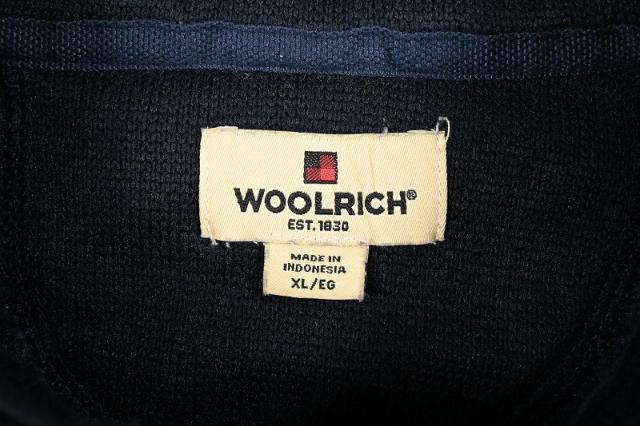 WOOLRICH®
EST. 1830
MADE IN
INDONESIA
XL/EG